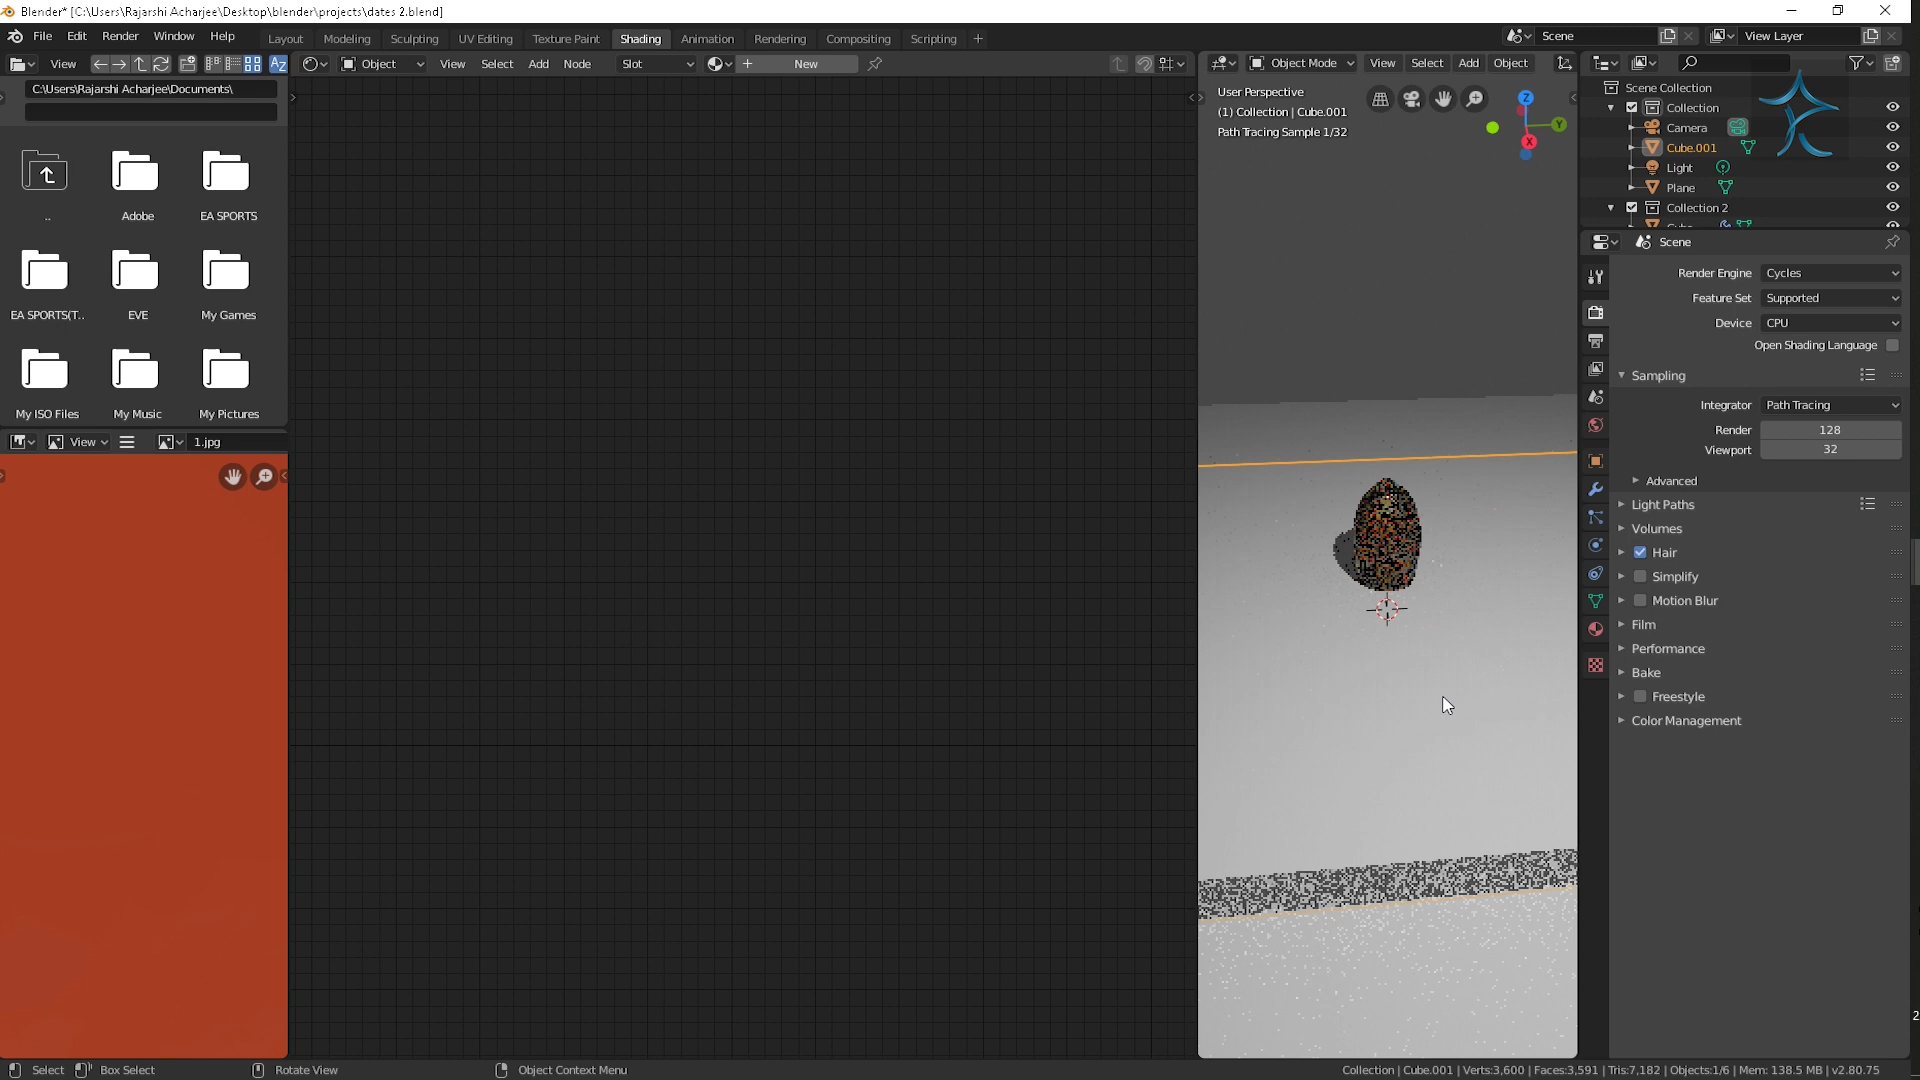 Blender* [C:\Users\Rajarshi Acharjee\Desktop\blender\projects\dates 2.blend]
File Edit Render Window Help Layout Modeling Sculpting UV Editing Texture Paint Shading Animation Rendering Compositing Scripting + Scene View Layer
View Object View Select Add Node Slot New Object Mode View Select Add Object
C:\Users\Rajarshi Acharjee\Documents\
..
Adobe
EA SPORTS
EA SPORTS(T..
EVE
My Games
My ISO Files
My Music
My Pictures
View 1.jpg
User Perspective
(1) Collection | Cube.001
Path Tracing Sample 1/32
Z
Y
X
Scene Collection
Collection
Camera
Cube.001
Light
Plane
Collection 2
Scene
Render Engine Cycles
Feature Set Supported
Device CPU
Open Shading Language
Sampling
Integrator Path Tracing
Render 128
Viewport 32
Advanced
Light Paths
Volumes
Hair
Simplify
Motion Blur
Film
Performance
Bake
Freestyle
Color Management
2
Select Box Select Rotate View Object Context Menu Collection | Cube.001 | Verts:3,600 | Faces:3,591 | Tris:7,182 | Objects:1/6 | Mem: 138.5 MB | v2.80.75